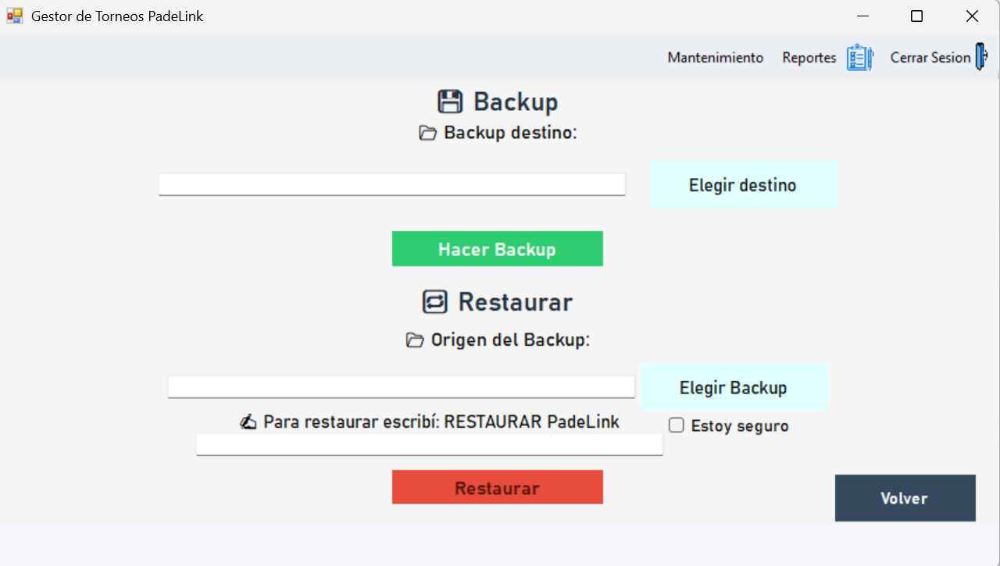 Gestor de Torneos PadeLink
Mantenimiento Reportes Cerrar Sesion
Backup
Backup destino:
Elegir destino
Hacer Backup
Restaurar
Origen del Backup:
Elegir Backup
Para restaurar escribí: RESTAURAR PadeLink
Estoy seguro
Restaurar
Volver